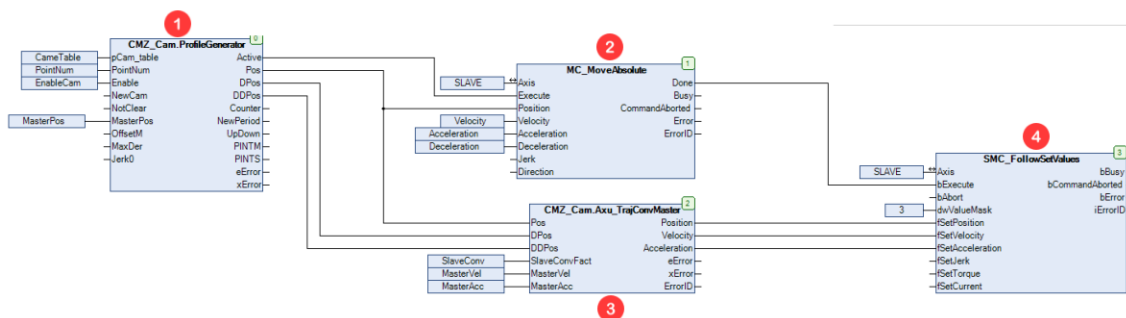 1
CMZ_Cam.ProfileGenerator
0
CameTable
pCam_table
Active
PointNum
PointNum
Pos
EnableCam
Enable
DPos
NewCam
DDPos
NotClear
Counter
MasterPos
MasterPos
NewPeriod
OffsetM
UpDown
MaxDer
PINTM
Jerk0
PINTS
eError
xError
2
MC_MoveAbsolute
1
SLAVE
Axis
Done
Execute
Busy
Position
CommandAborted
Velocity
Velocity
Error
Acceleration
Acceleration
ErrorID
Deceleration
Deceleration
Jerk
Direction
CMZ_Cam.Axu_TrajConvMaster
2
Pos
Position
DPos
Velocity
DDPos
Acceleration
SlaveConv
SlaveConvFact
eError
MasterVel
MasterVel
xError
MasterAcc
MasterAcc
ErrorID
3
4
SMC_FollowSetValues
3
SLAVE
Axis
bBusy
bExecute
bCommandAborted
bAbort
bError
3
dwValueMask
iErrorID
fSetPosition
fSetVelocity
fSetAcceleration
fSetJerk
fSetTorque
fSetCurrent